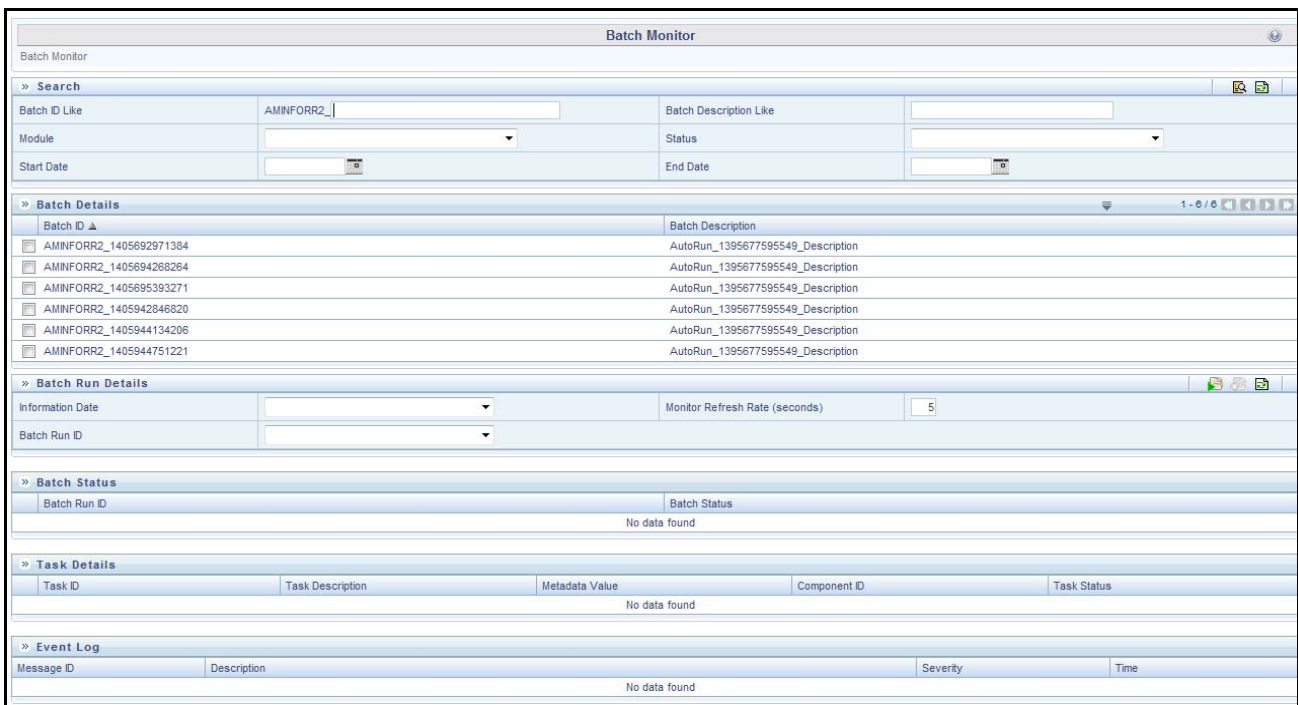 Batch Monitor
Batch Monitor
» Search
Batch ID Like AMINFORR2_ Batch Description Like
Module Status
Start Date End Date
» Batch Details 1 - 6 / 6
Batch ID Batch Description
AMINFORR2_1405692971384 AutoRun_1395677595549_Description
AMINFORR2_1405694268264 AutoRun_1395677595549_Description
AMINFORR2_1405695393271 AutoRun_1395677595549_Description
AMINFORR2_1405942846820 AutoRun_1395677595549_Description
AMINFORR2_1405944134206 AutoRun_1395677595549_Description
AMINFORR2_1405944751221 AutoRun_1395677595549_Description
» Batch Run Details
Information Date Monitor Refresh Rate (seconds) 5
Batch Run ID
» Batch Status
Batch Run ID Batch Status
No data found
» Task Details
Task ID Task Description Metadata Value Component ID Task Status
No data found
» Event Log
Message ID Description Severity Time
No data found